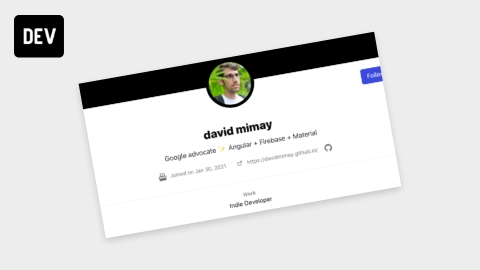 DEV
Follo
david mimay
Google advocate ✨ Angular + Firebase + Material
Joined on Jan 30, 2021
https://davidmimay.github.io/
Work
Indie Developer